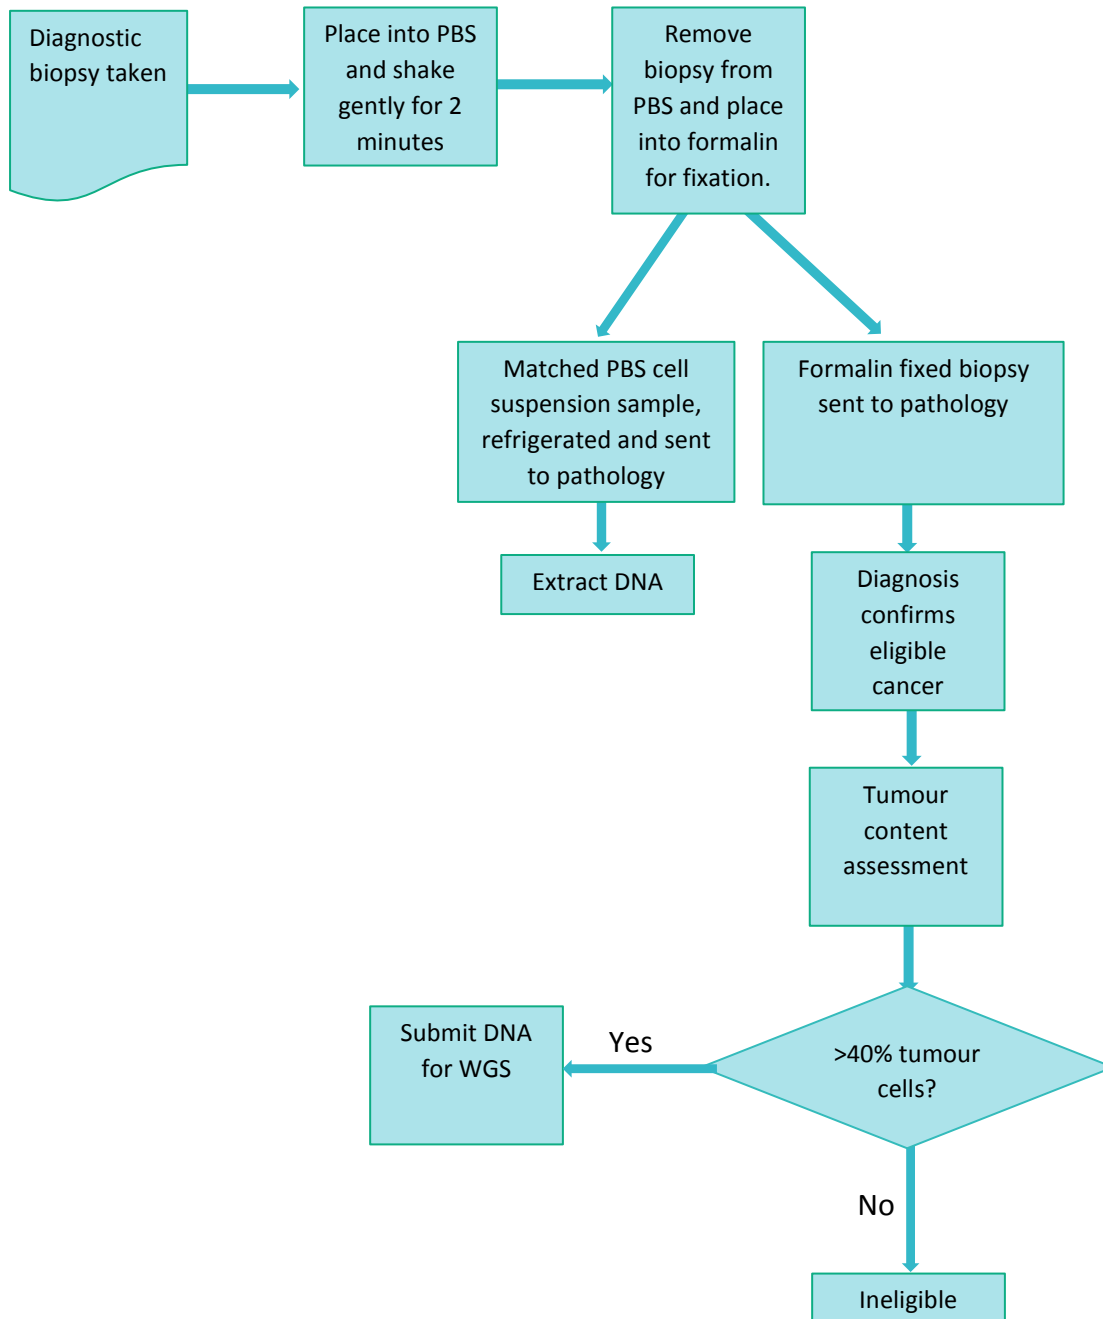 Diagnostic
biopsy taken
Place into PBS
and shake
gently for 2
minutes
Remove
biopsy from
PBS and place
into formalin
for fixation.
Matched PBS cell
suspension sample,
refrigerated and sent
to pathology
Formalin fixed biopsy
sent to pathology
Extract DNA
Diagnosis
confirms
eligible
cancer
Tumour
content
assessment
Submit DNA
for WGS
Yes
>40% tumour
cells?
No
Ineligible